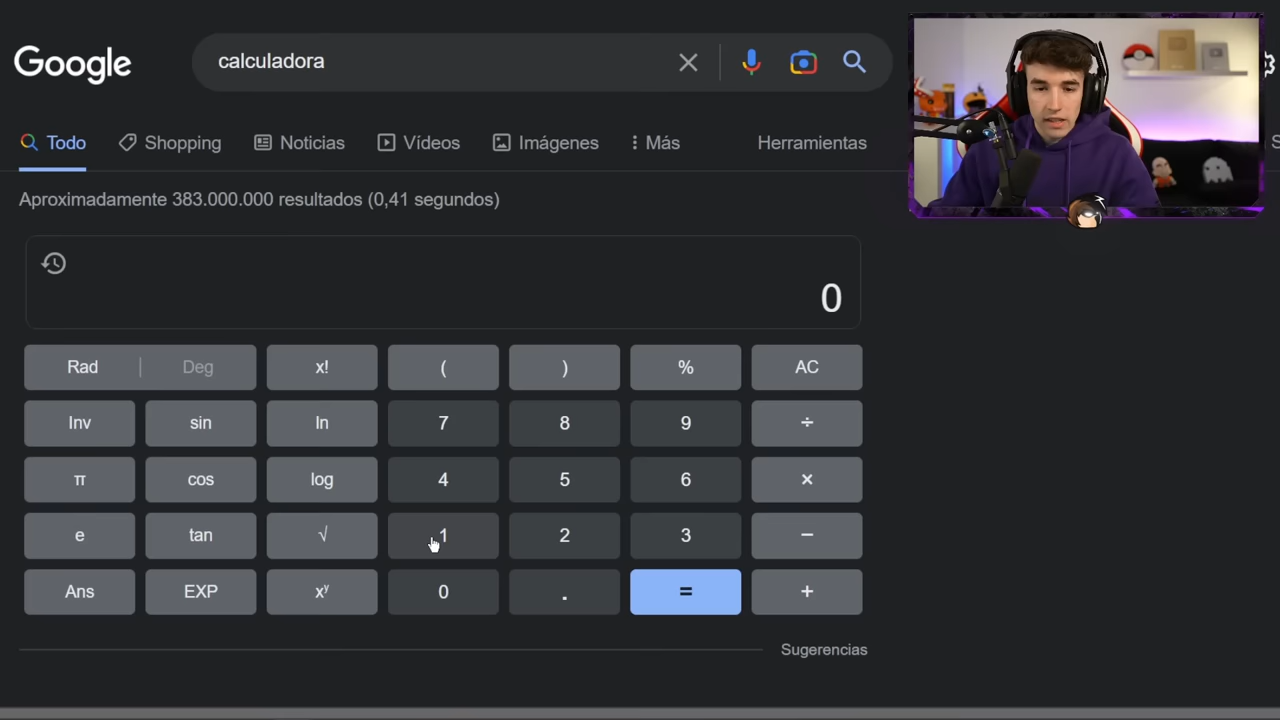 Google
calculadora
Todo Shopping Noticias Vídeos Imágenes Más Herramientas
Aproximadamente 383.000.000 resultados (0,41 segundos)
0
Rad Deg x! ( ) % AC
Inv sin ln 7 8 9 ÷
π cos log 4 5 6 ×
e tan √ 1 2 3 −
Ans EXP xʸ 0 . = +
Sugerencias